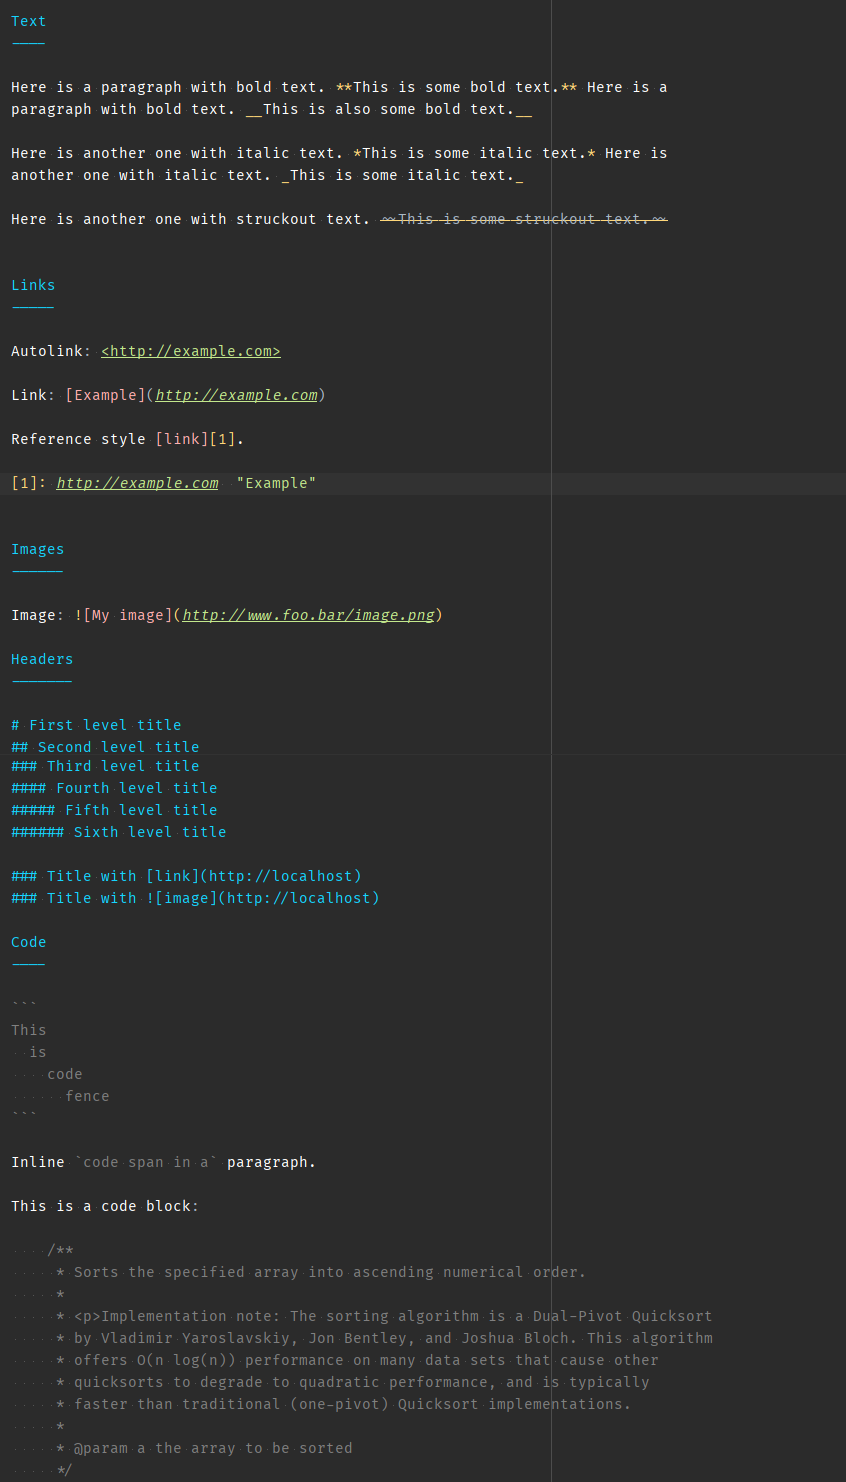 Text
----
Here is a paragraph with bold text. **This is some bold text.** Here is a
paragraph with bold text. __This is also some bold text.__
Here is another one with italic text. *This is some italic text.* Here is
another one with italic text. _This is some italic text._
Here is another one with struckout text. ~~This is some struckout text.~~
Links
-----
Autolink: <http://example.com>
Link: [Example](http://example.com)
Reference style [link][1].
[1]: http://example.com  "Example"
Images
------
Image: ![My image](http://www.foo.bar/image.png)
Headers
-------
# First level title
## Second level title
### Third level title
#### Fourth level title
##### Fifth level title
###### Sixth level title
### Title with [link](http://localhost)
### Title with ![image](http://localhost)
Code
----
```
This
  is
    code
      fence
```
Inline `code span in a` paragraph.
This is a code block:
    /**
     * Sorts the specified array into ascending numerical order.
     *
     * <p>Implementation note: The sorting algorithm is a Dual-Pivot Quicksort
     * by Vladimir Yaroslavskiy, Jon Bentley, and Joshua Bloch. This algorithm
     * offers O(n log(n)) performance on many data sets that cause other
     * quicksorts to degrade to quadratic performance, and is typically
     * faster than traditional (one-pivot) Quicksort implementations.
     *
     * @param a the array to be sorted
     */